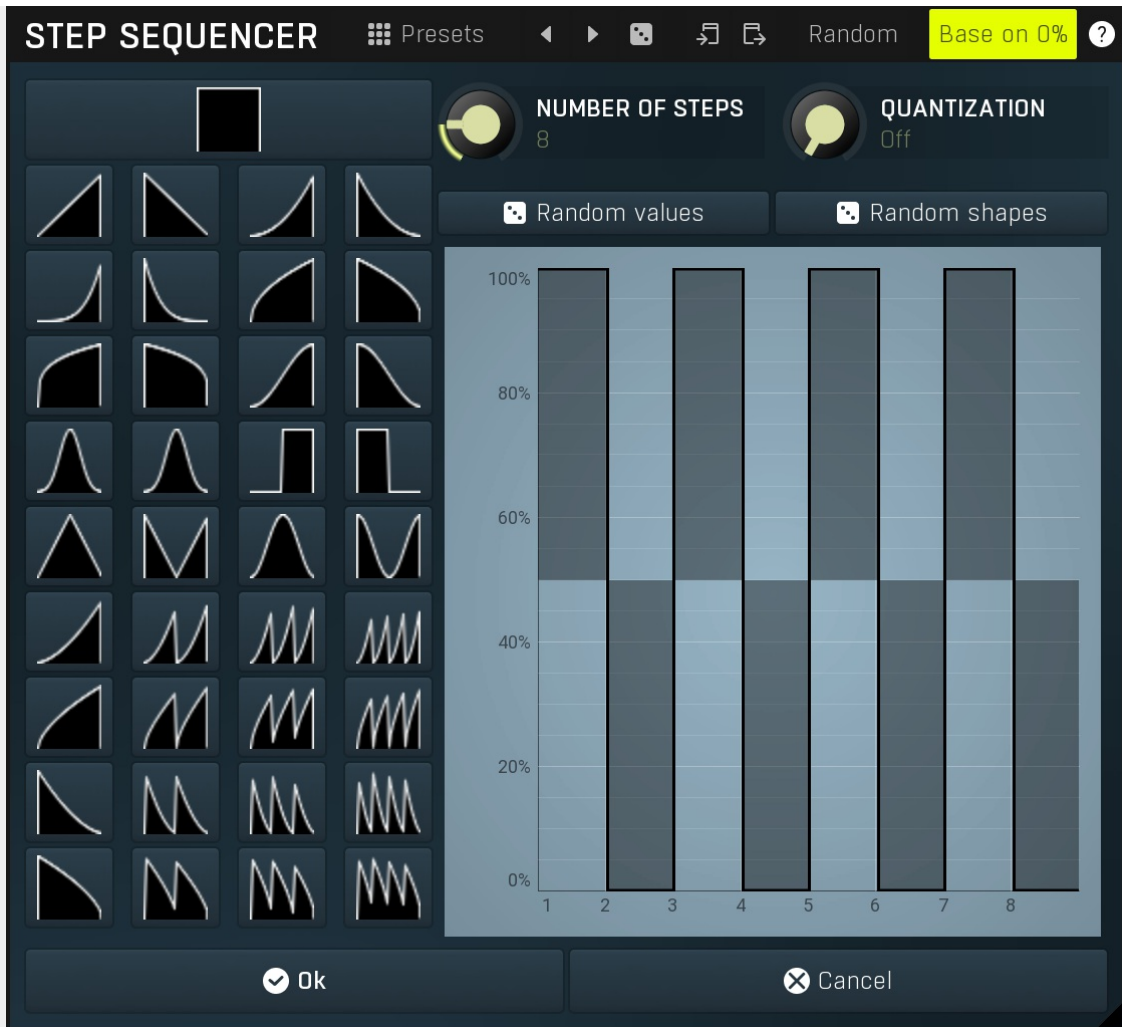 STEP SEQUENCER Presets Random Base on 0% ?
NUMBER OF STEPS QUANTIZATION
8 Off
Random values Random shapes
100%
80%
60%
40%
20%
0%
1 2 3 4 5 6 7 8
Ok Cancel